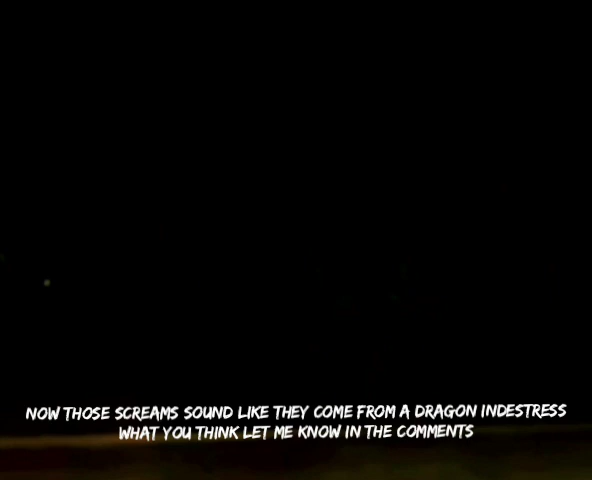 NOW THOSE SCREAMS SOUND LIKE THEY COME FROM A DRAGON INDESTRESS
WHAT YOU THINK LET ME KNOW IN THE COMMENTS